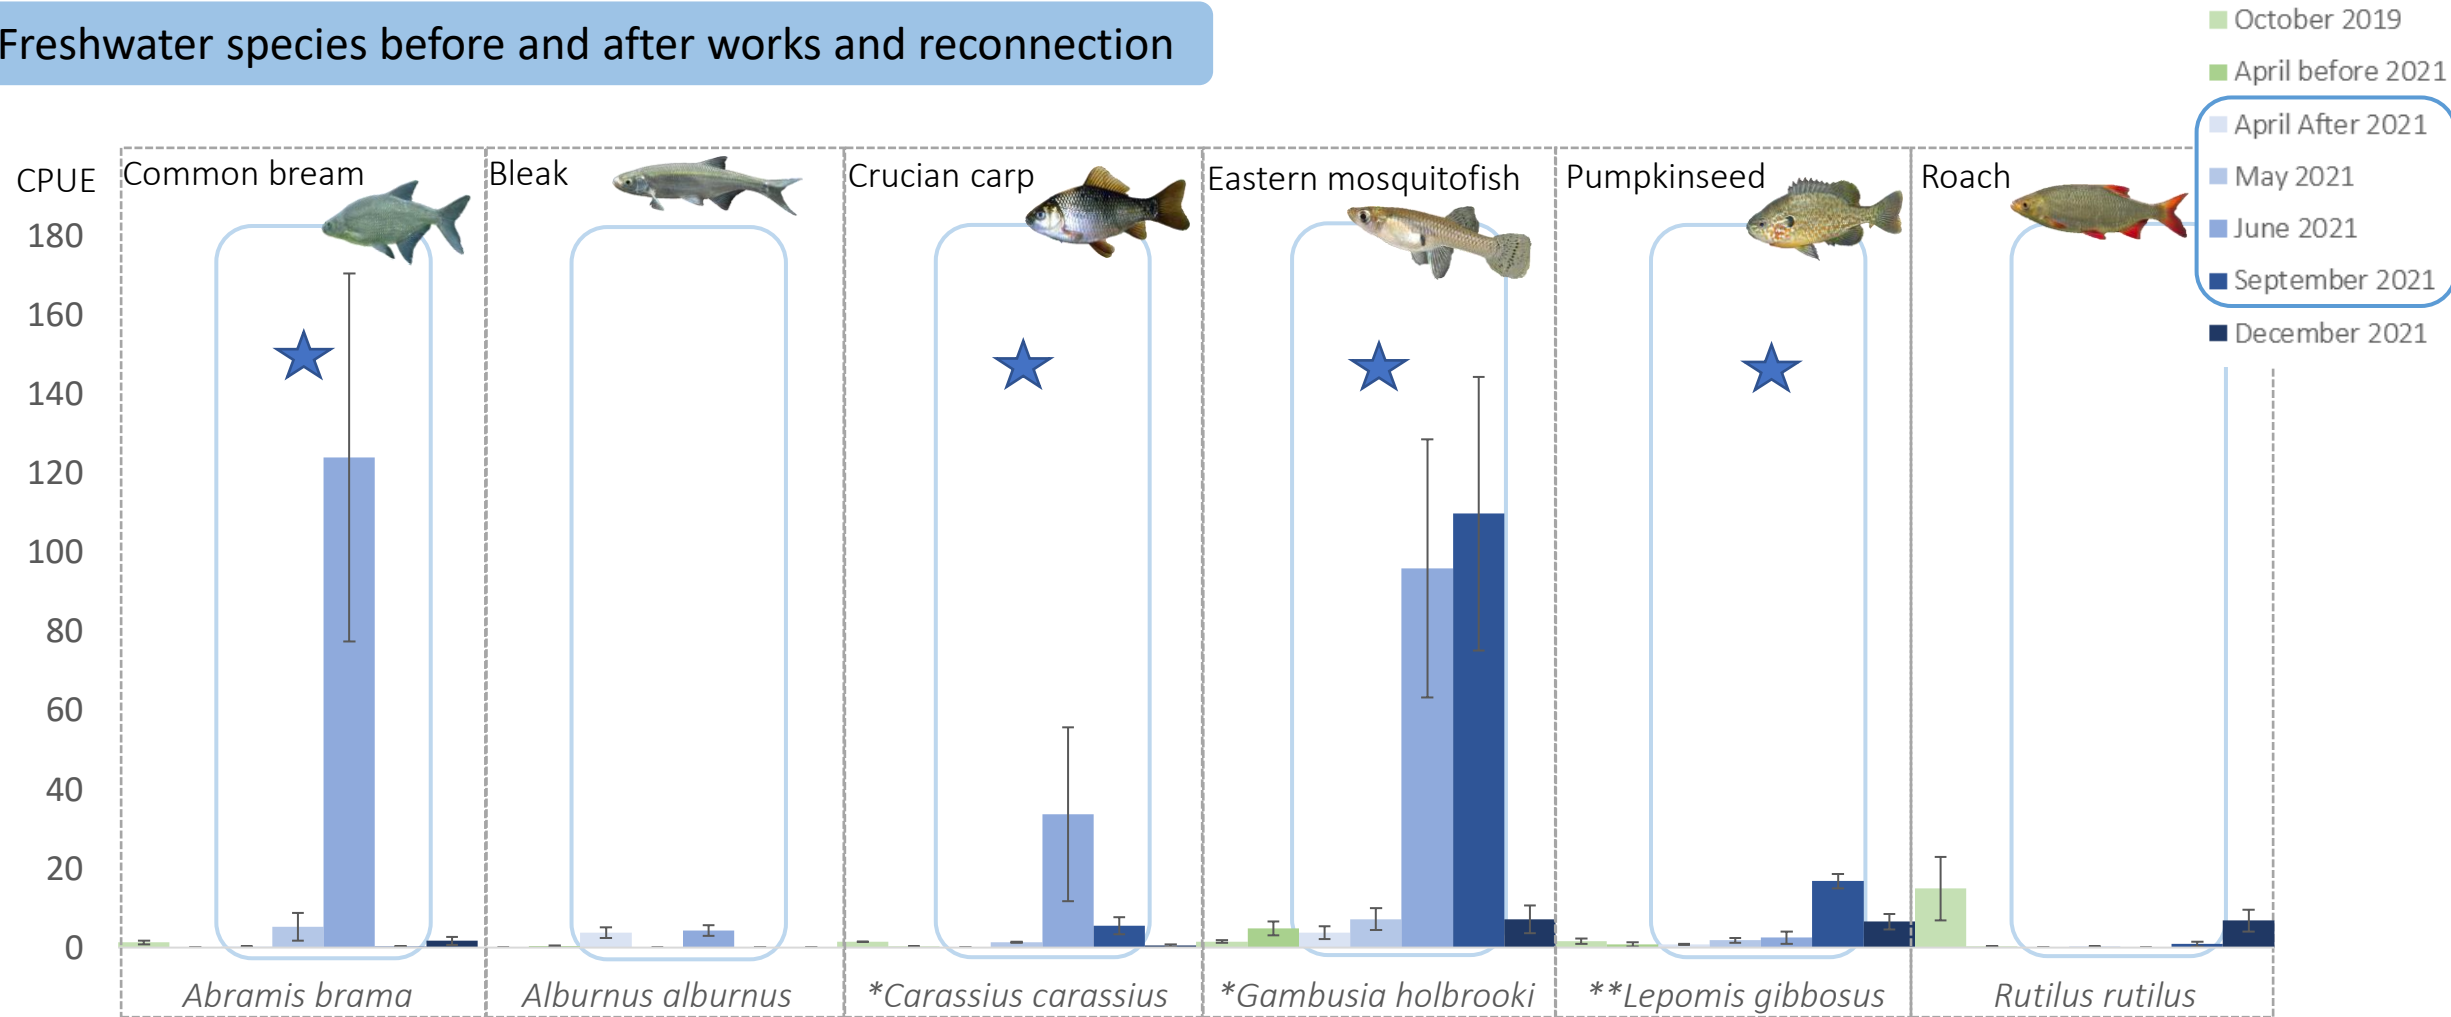 Freshwater species before and after works and reconnection
October 2019
April before 2021
April After 2021
May 2021
June 2021
September 2021
December 2021
CPUE
Common bream
Bleak
Crucian carp
Eastern mosquitofish
Pumpkinseed
Roach
180
160
140
120
100
80
60
40
20
0
Abramis brama
Alburnus alburnus
*Carassius carassius
*Gambusia holbrooki
**Lepomis gibbosus
Rutilus rutilus